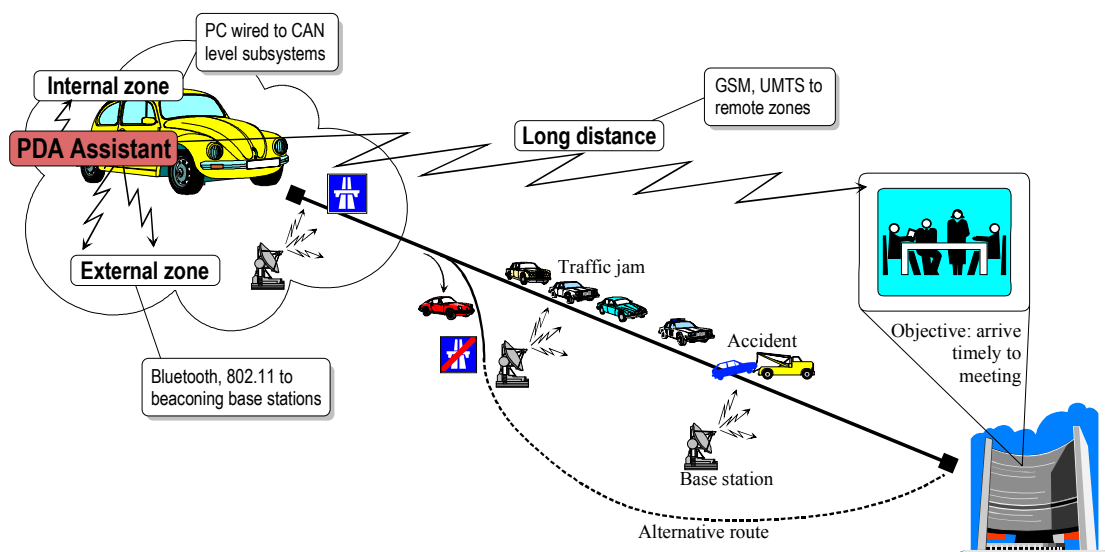 PC wired to CAN
level subsystems
Internal zone
PDA Assistant
External zone
Bluetooth, 802.11 to
beaconing base stations
Long distance
GSM, UMTS to
remote zones
Traffic jam
Accident
Base station
Alternative route
Objective: arrive
timely to
meeting